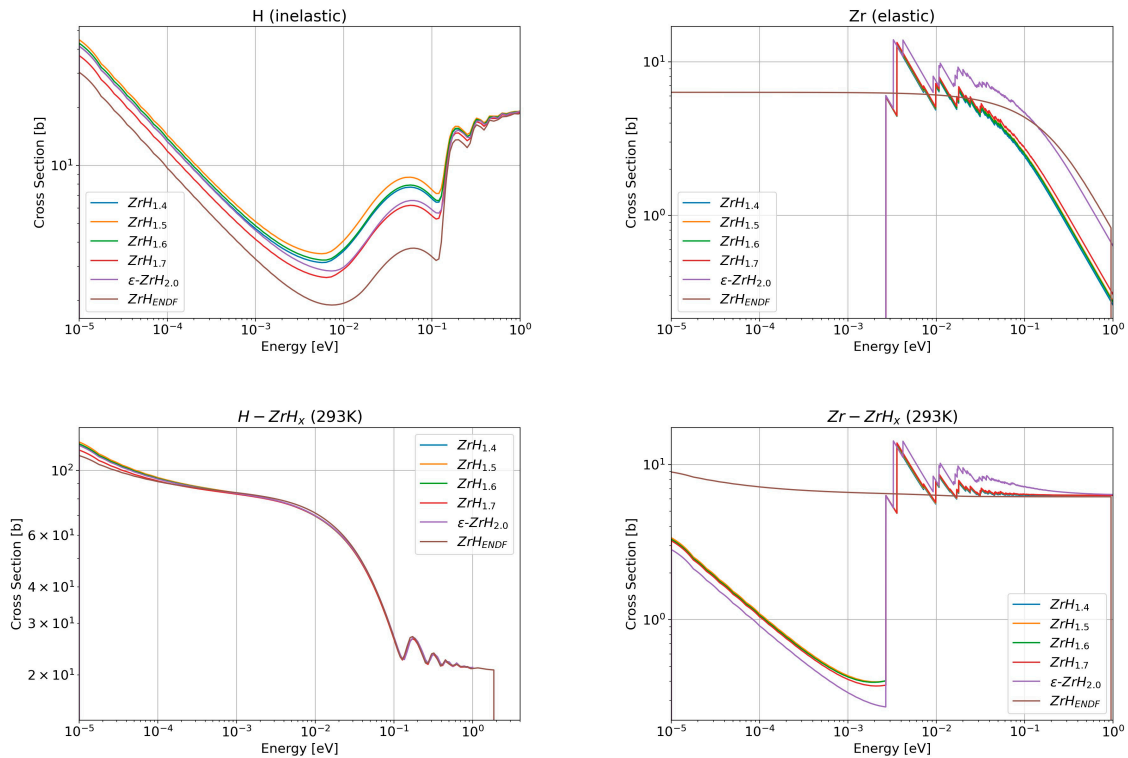 H (inelastic)
Cross Section [b]
10¹
ZrH₁.₄
ZrH₁.₅
ZrH₁.₆
ZrH₁.₇
ε-ZrH₂.₀
ZrH_ENDF
10⁻⁵ 10⁻⁴ 10⁻³ 10⁻² 10⁻¹ 10⁰
Energy [eV]
Zr (elastic)
Cross Section [b]
10¹
10⁰
ZrH₁.₄
ZrH₁.₅
ZrH₁.₆
ZrH₁.₇
ε-ZrH₂.₀
ZrH_ENDF
10⁻⁵ 10⁻⁴ 10⁻³ 10⁻² 10⁻¹ 10⁰
Energy [eV]
H − ZrHₓ (293K)
Cross Section [b]
10²
6 × 10¹
4 × 10¹
3 × 10¹
2 × 10¹
ZrH₁.₄
ZrH₁.₅
ZrH₁.₆
ZrH₁.₇
ε-ZrH₂.₀
ZrH_ENDF
10⁻⁵ 10⁻⁴ 10⁻³ 10⁻² 10⁻¹ 10⁰
Energy [eV]
Zr − ZrHₓ (293K)
Cross Section [b]
10¹
10⁰
ZrH₁.₄
ZrH₁.₅
ZrH₁.₆
ZrH₁.₇
ε-ZrH₂.₀
ZrH_ENDF
10⁻⁵ 10⁻⁴ 10⁻³ 10⁻² 10⁻¹ 10⁰
Energy [eV]